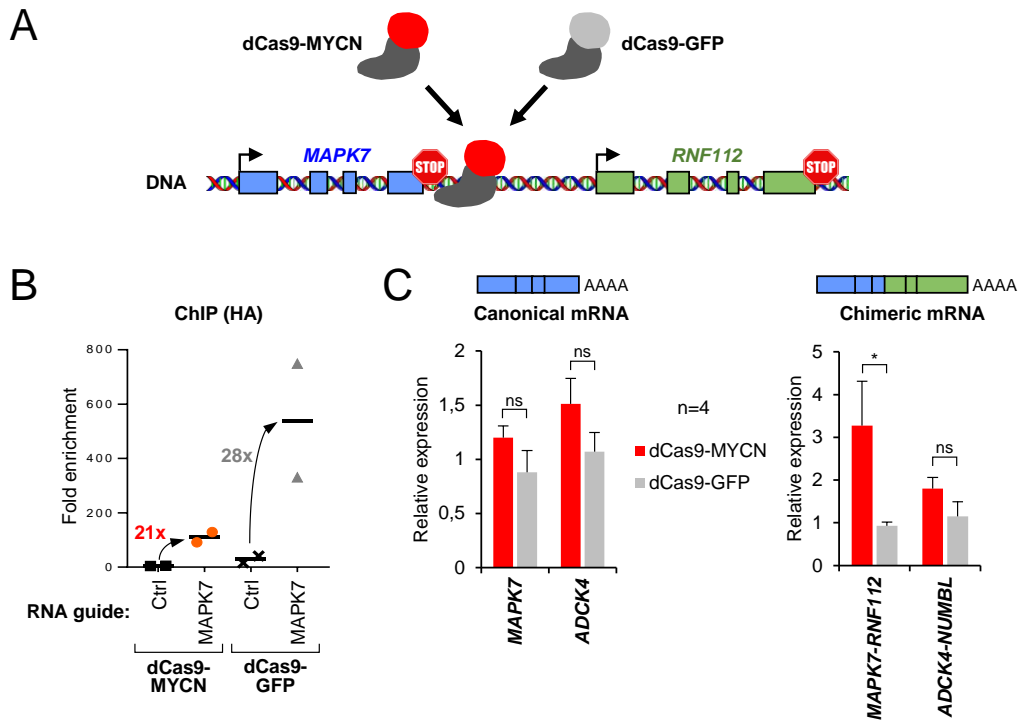 A
dCas9-MYCN
dCas9-GFP
MAPK7
RNF112
STOP
STOP
DNA
B
ChIP (HA)
Fold enrichment
800
600
400
200
0
21x
28x
Ctrl
MAPK7
Ctrl
MAPK7
RNA guide:
dCas9-
MYCN
dCas9-
GFP
C
AAAA
Canonical mRNA
Relative expression
2
1,5
1
0,5
0
ns
ns
MAPK7
ADCK4
n=4
dCas9-MYCN
dCas9-GFP
AAAA
Chimeric mRNA
Relative expression
5
4
3
2
1
0
*
ns
MAPK7-RNF112
ADCK4-NUMBL